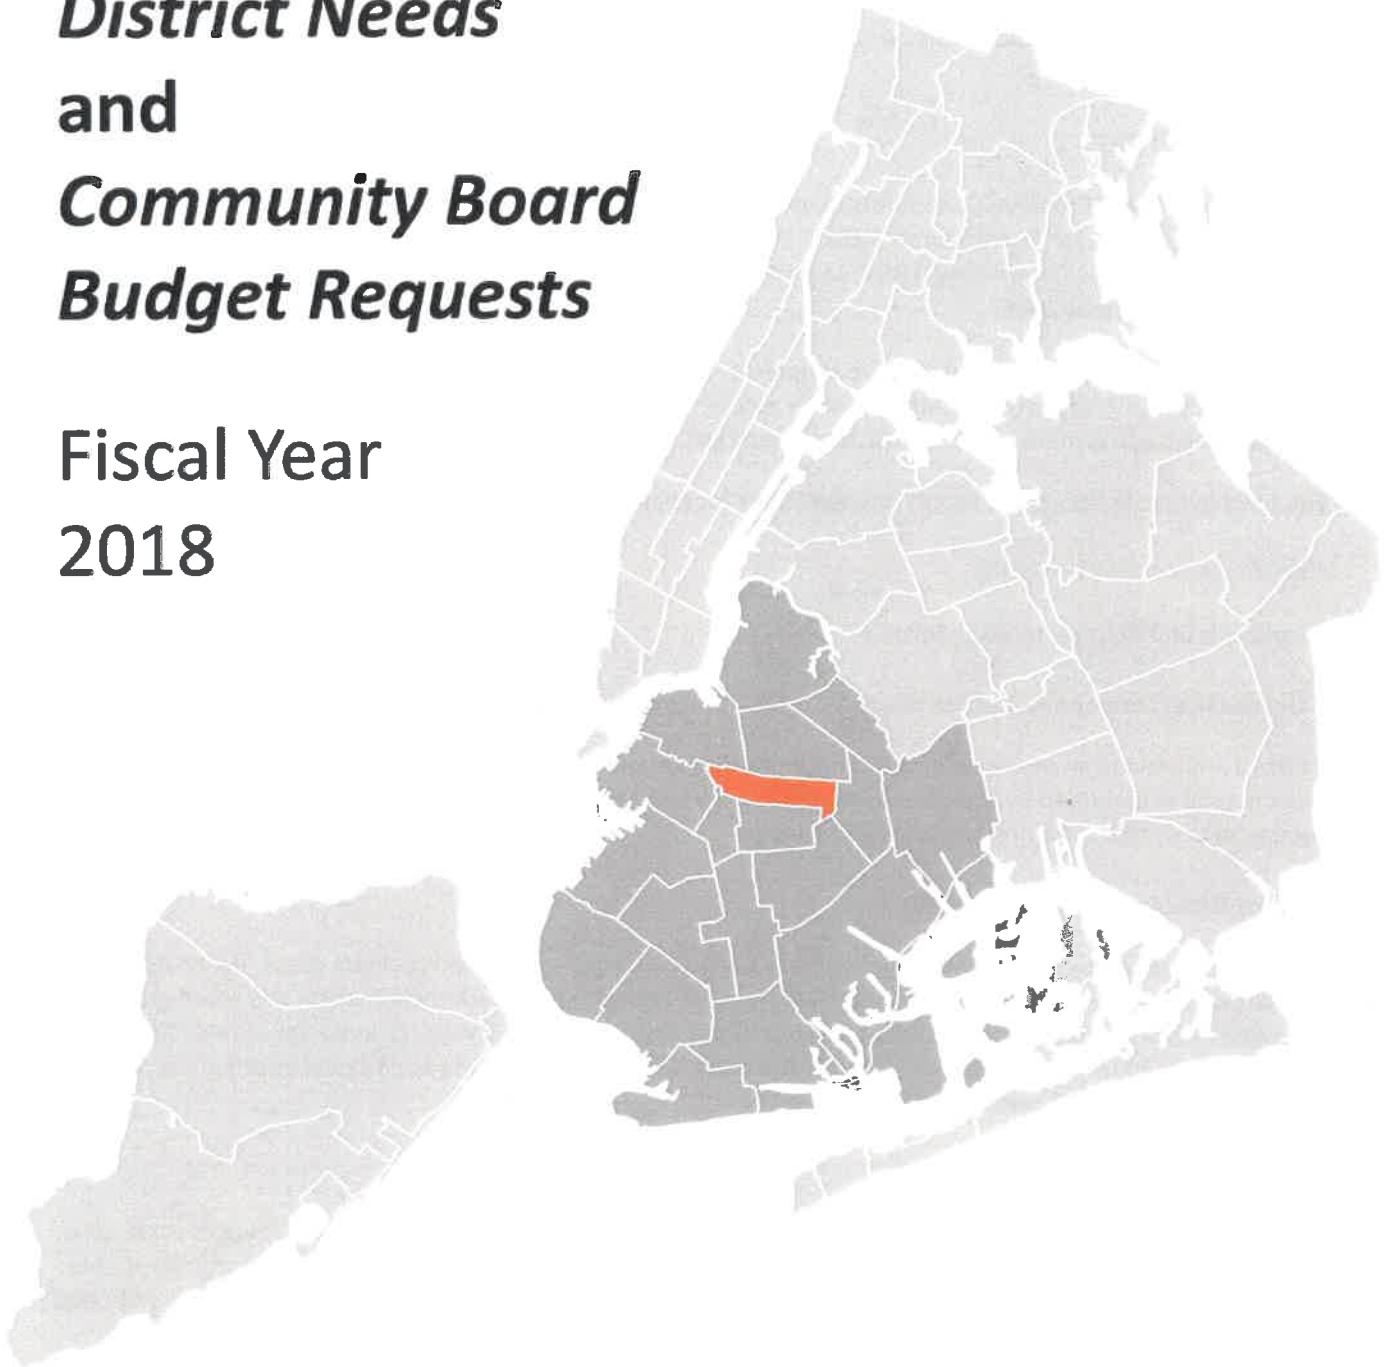 District Needs
and
Community Board
Budget Requests
Fiscal Year
2018